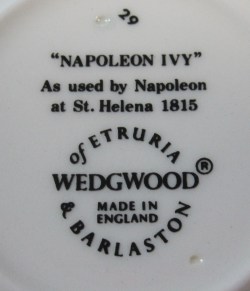 29
"NAPOLEON IVY"
As used by Napoleon
at St. Helena 1815
of ETRURIA
WEDGWOOD®
MADE IN
ENGLAND
& BARLASTON